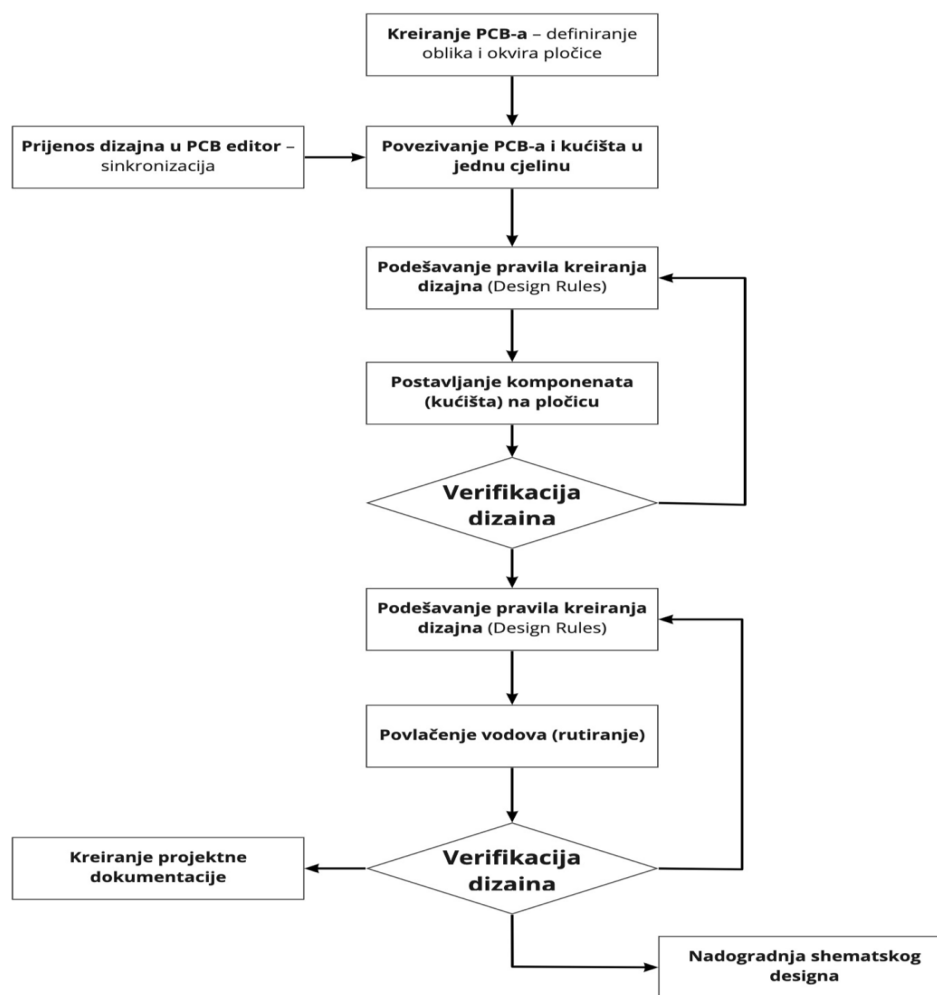 Kreiranje PCB-a – definiranje
oblika i okvira pločice
Prijenos dizajna u PCB editor –
sinkronizacija
Povezivanje PCB-a i kućišta u
jednu cjelinu
Podešavanje pravila kreiranja
dizajna (Design Rules)
Postavljanje komponenata
(kućišta) na pločicu
Verifikacija
dizaina
Podešavanje pravila kreiranja
dizajna (Design Rules)
Povlačenje vodova (rutiranje)
Verifikacija
dizaina
Kreiranje projektne
dokumentacije
Nadogradnja shematskog
designa